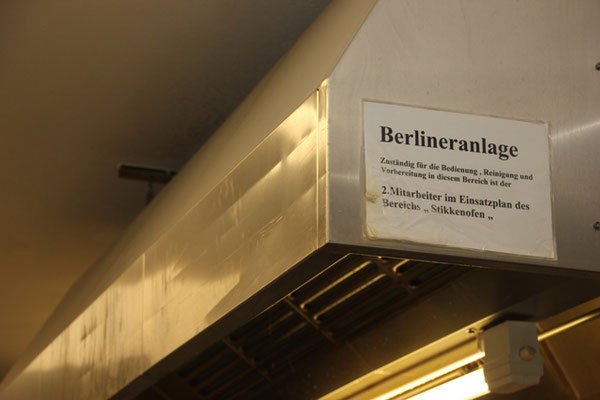 Berlineranlage
Zuständig für die Bedienung , Reinigung und
Vorbereitung in diesem Bereich ist der
2.Mitarbeiter im Einsatzplan des
Bereichs „ Stikkenofen „